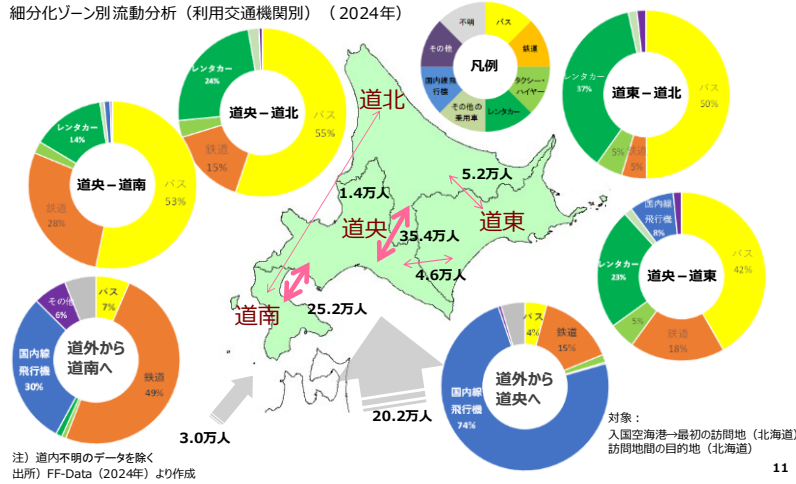 細分化ゾーン別流動分析（利用交通機関別）（2024年）
不明
バス
鉄道
タクシー・
ハイヤー
レンタカー
その他の
乗用車
国内線飛
行機
その他
凡例
道央－道北
バス
55%
鉄道
15%
レンタカー
24%
道東－道北
バス
50%
鉄道
5%
5%
レンタカー
37%
道央－道南
バス
53%
鉄道
28%
レンタカー
14%
道央－道東
バス
42%
鉄道
18%
5%
レンタカー
23%
国内線
飛行機
8%
道北
道央
道東
道南
1.4万人
5.2万人
35.4万人
4.6万人
25.2万人
3.0万人
20.2万人
道外から
道南へ
バス
7%
鉄道
49%
国内線
飛行機
30%
その他
6%
道外から
道央へ
バス
4%
鉄道
15%
国内線
飛行機
74%
対象：
入国空海港→最初の訪問地（北海道）
訪問地間の目的地（北海道）
注）道内不明のデータを除く
出所）FF-Data（2024年）より作成
11